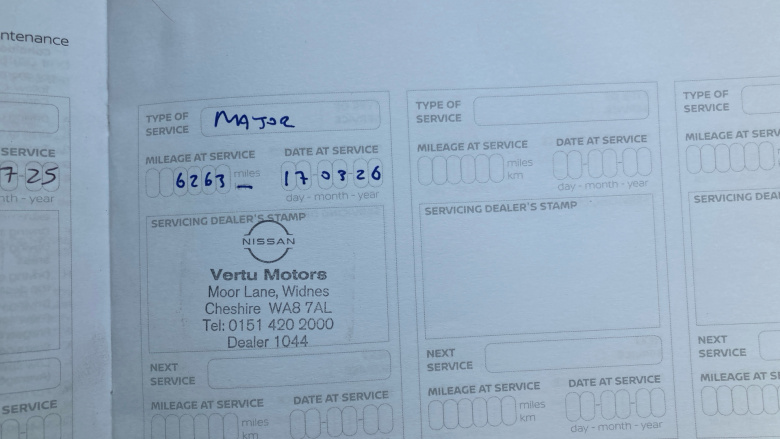 ntenance
SERVICE
7-25
nth - year
SERVICE
TYPE OF
SERVICE
MAJOR
MILEAGE AT SERVICE
6263 miles
DATE AT SERVICE
17-03-26
day - month - year
SERVICING DEALER'S STAMP
NISSAN
Vertu Motors
Moor Lane, Widnes
Cheshire WA8 7AL
Tel: 0151 420 2000
Dealer 1044
NEXT
SERVICE
MILEAGE AT SERVICE
miles
km
DATE AT SERVICE
TYPE OF
SERVICE
MILEAGE AT SERVICE
miles
km
DATE AT SERVICE
day - month - year
SERVICING DEALER'S STAMP
NEXT
SERVICE
MILEAGE AT SERVICE
miles
km
DATE AT SERVICE
day - month - year
TYPE OF
SERVICE
MILEAGE AT SERV
miles
km
SERVICING DEAL
NEXT
SERVICE
MILEAGE AT S